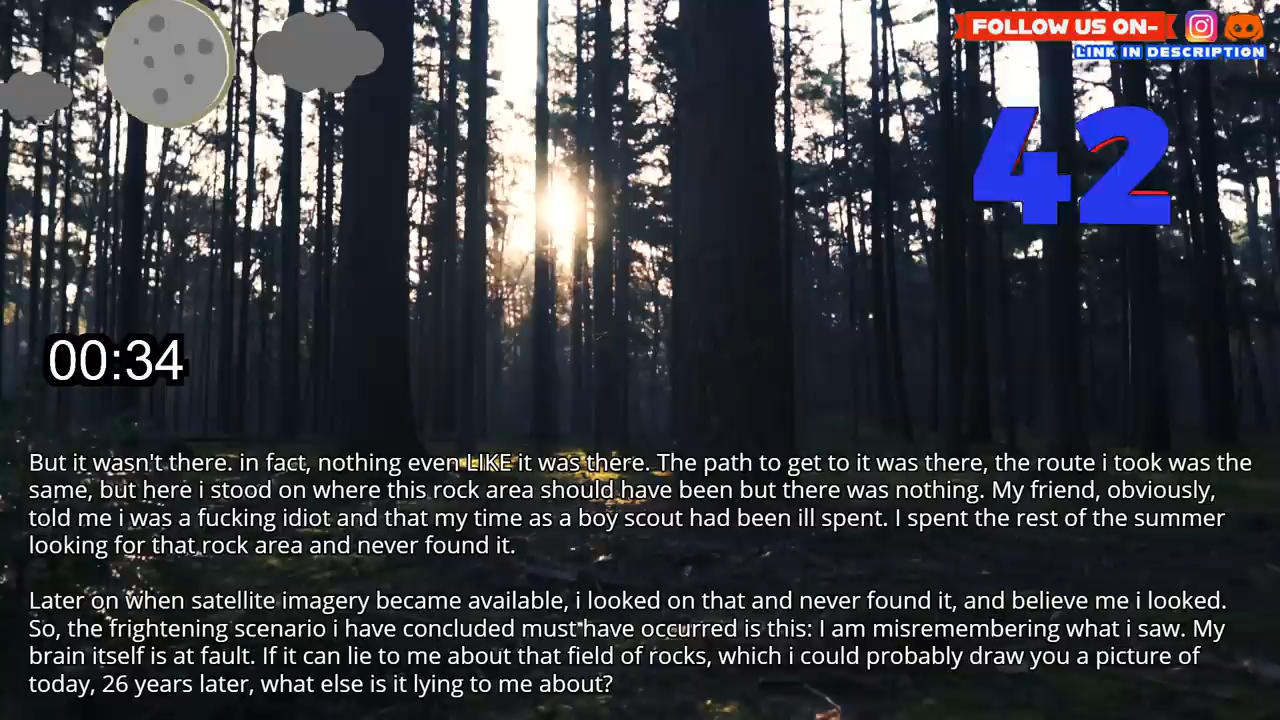 FOLLOW US ON-
LINK IN DESCRIPTION
42
00:34
But it wasn't there. in fact, nothing even LIKE it was there. The path to get to it was there, the route i took was the
same, but here i stood on where this rock area should have been but there was nothing. My friend, obviously,
told me i was a fucking idiot and that my time as a boy scout had been ill spent. I spent the rest of the summer
looking for that rock area and never found it.
Later on when satellite imagery became available, i looked on that and never found it, and believe me i looked.
So, the frightening scenario i have concluded must have occurred is this: I am misremembering what i saw. My
brain itself is at fault. If it can lie to me about that field of rocks, which i could probably draw you a picture of
today, 26 years later, what else is it lying to me about?